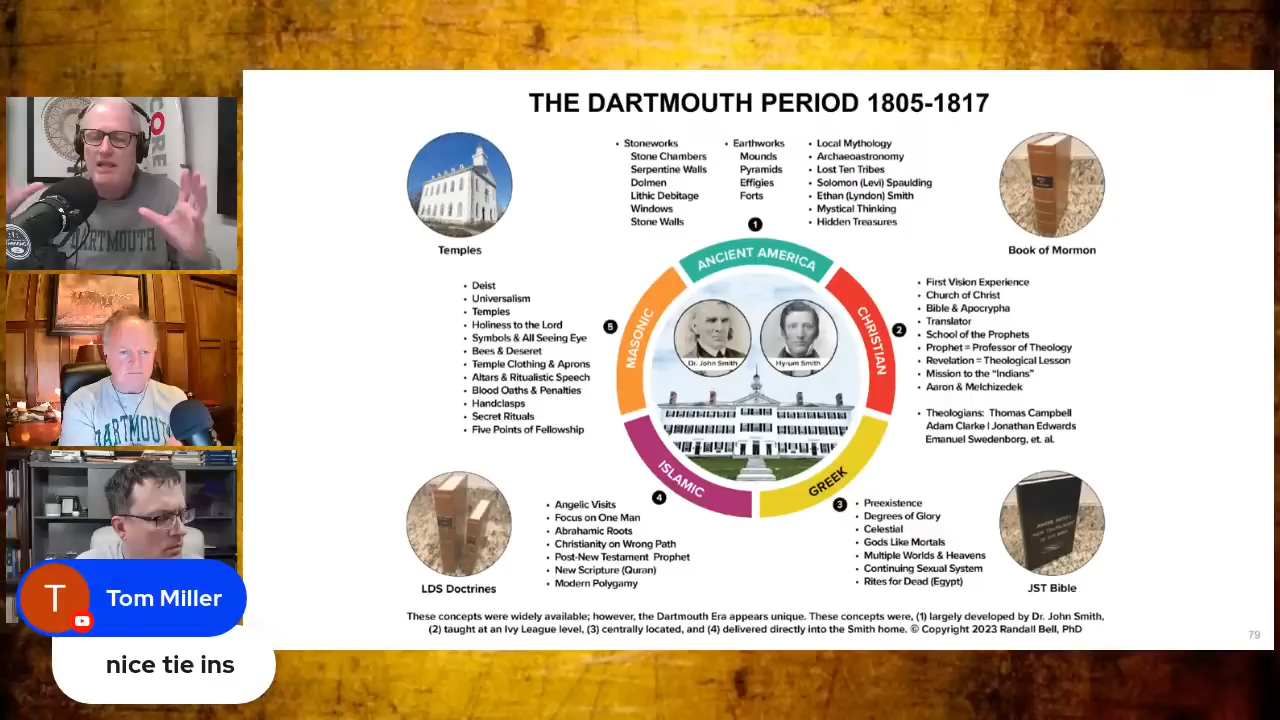 THE DARTMOUTH PERIOD 1805-1817
Temples
• Stoneworks
Stone Chambers
Serpentine Walls
Dolmen
Lithic Debitage
Windows
Stone Walls
• Earthworks
Mounds
Pyramids
Effigies
Forts
• Local Mythology
• Archaeoastronomy
• Lost Ten Tribes
• Solomon (Levi) Spaulding
• Ethan (Lyndon) Smith
• Mystical Thinking
• Hidden Treasures
Book of Mormon
1
ANCIENT AMERICA
2
CHRISTIAN
• First Vision Experience
• Church of Christ
• Bible & Apocrypha
• Translator
• School of the Prophets
• Prophet = Professor of Theology
• Revelation = Theological Lesson
• Mission to the "Indians"
• Aaron & Melchizedek
• Theologians: Thomas Campbell
Adam Clarke | Jonathan Edwards
Emanuel Swedenborg, et. al.
• Deist
• Universalism
• Temples
• Holiness to the Lord
• Symbols & All Seeing Eye
• Bees & Deseret
• Temple Clothing & Aprons
• Altars & Ritualistic Speech
• Blood Oaths & Penalties
• Handclasps
• Secret Rituals
• Five Points of Fellowship
5
MASONIC
Dr. John Smith
Hyrum Smith
ISLAMIC
4
GREEK
3
LDS Doctrines
• Angelic Visits
• Focus on One Man
• Abrahamic Roots
• Christianity on Wrong Path
• Post-New Testament Prophet
• New Scripture (Quran)
• Modern Polygamy
• Preexistence
• Degrees of Glory
• Celestial
• Gods Like Mortals
• Multiple Worlds & Heavens
• Continuing Sexual System
• Rites for Dead (Egypt)
JST Bible
These concepts were widely available; however, the Dartmouth Era appears unique. These concepts were, (1) largely developed by Dr. John Smith,
(2) taught at an Ivy League level, (3) centrally located, and (4) delivered directly into the Smith home. © Copyright 2023 Randall Bell, PhD
79
DARTMOUTH
DARTMOUTH
T
Tom Miller
nice tie ins